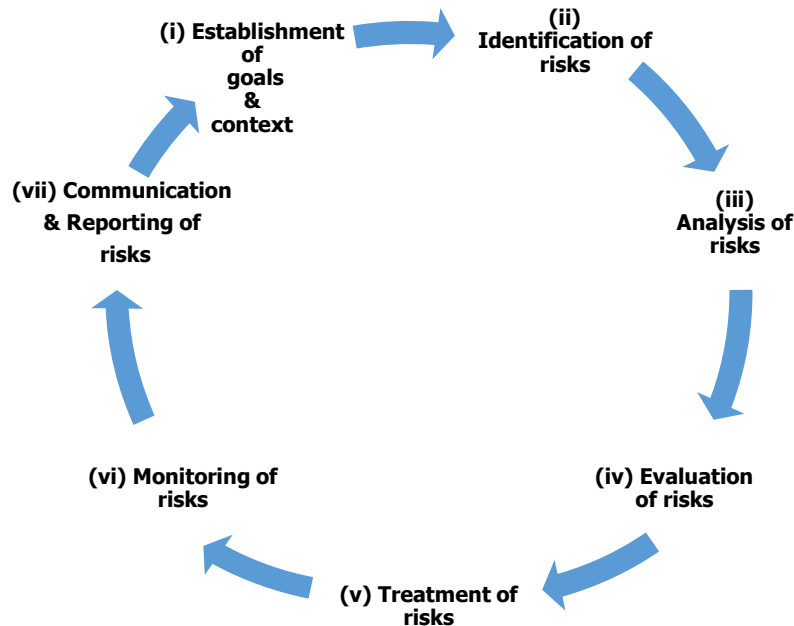 (i) Establishment
of
goals
&
context
(ii)
Identification of
risks
(iii)
Analysis of
risks
(iv) Evaluation
of risks
(v) Treatment of
risks
(vi) Monitoring of
risks
(vii) Communication
& Reporting of
risks